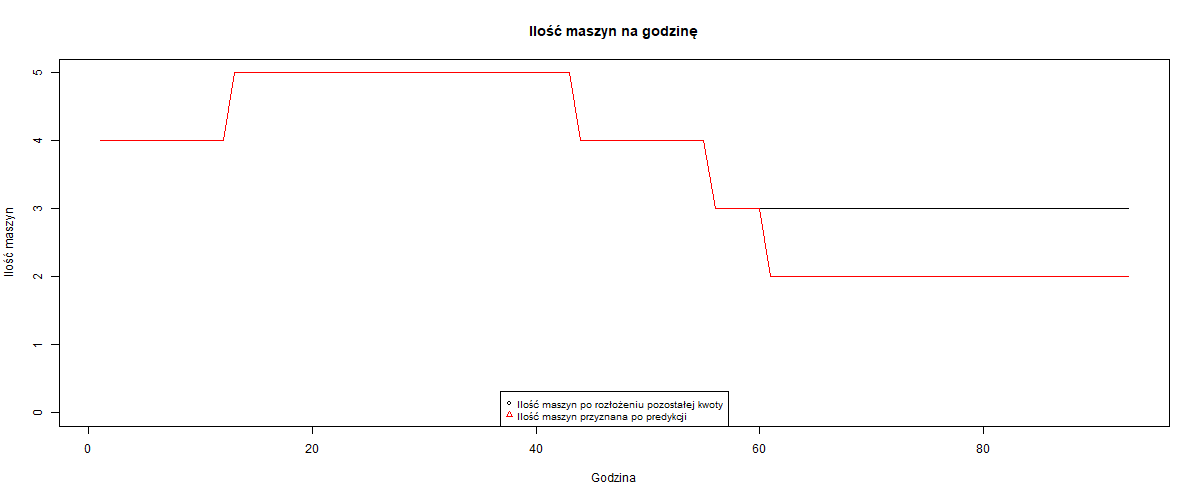 Ilość maszyn na godzinę
Ilość maszyn
5
4
3
2
1
0
Ilość maszyn po rozłożeniu pozostałej kwoty
Ilość maszyn przyznana po predykcji
0 20 40 60 80
Godzina